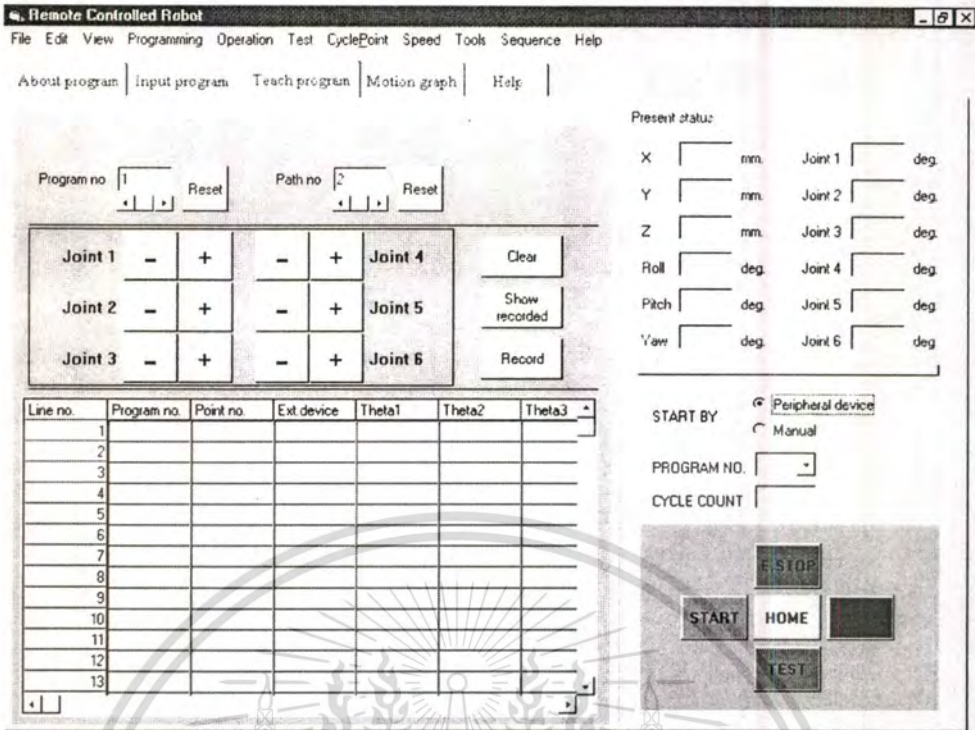 Remote Controlled Robot
File Edit View Programming Operation Test CyclePoint Speed Tools Sequence Help
About program Input program Teach program Motion graph Help
Program no 1 Reset Path no 2 Reset
Joint 1 - + - + Joint 4 Clear
Joint 2 - + - + Joint 5 Show recorded
Joint 3 - + - + Joint 6 Record
Line no. Program no. Point no. Ext device Theta1 Theta2 Theta3
1
2
3
4
5
6
7
8
9
10
11
12
13
Present status
X mm. Joint 1 deg.
Y mm. Joint 2 deg.
Z mm. Joint 3 deg.
Roll deg. Joint 4 deg.
Pitch deg. Joint 5 deg.
Yaw deg. Joint 6 deg
START BY Peripheral device
Manual
PROGRAM NO.
CYCLE COUNT
E.STOP
START HOME
TEST